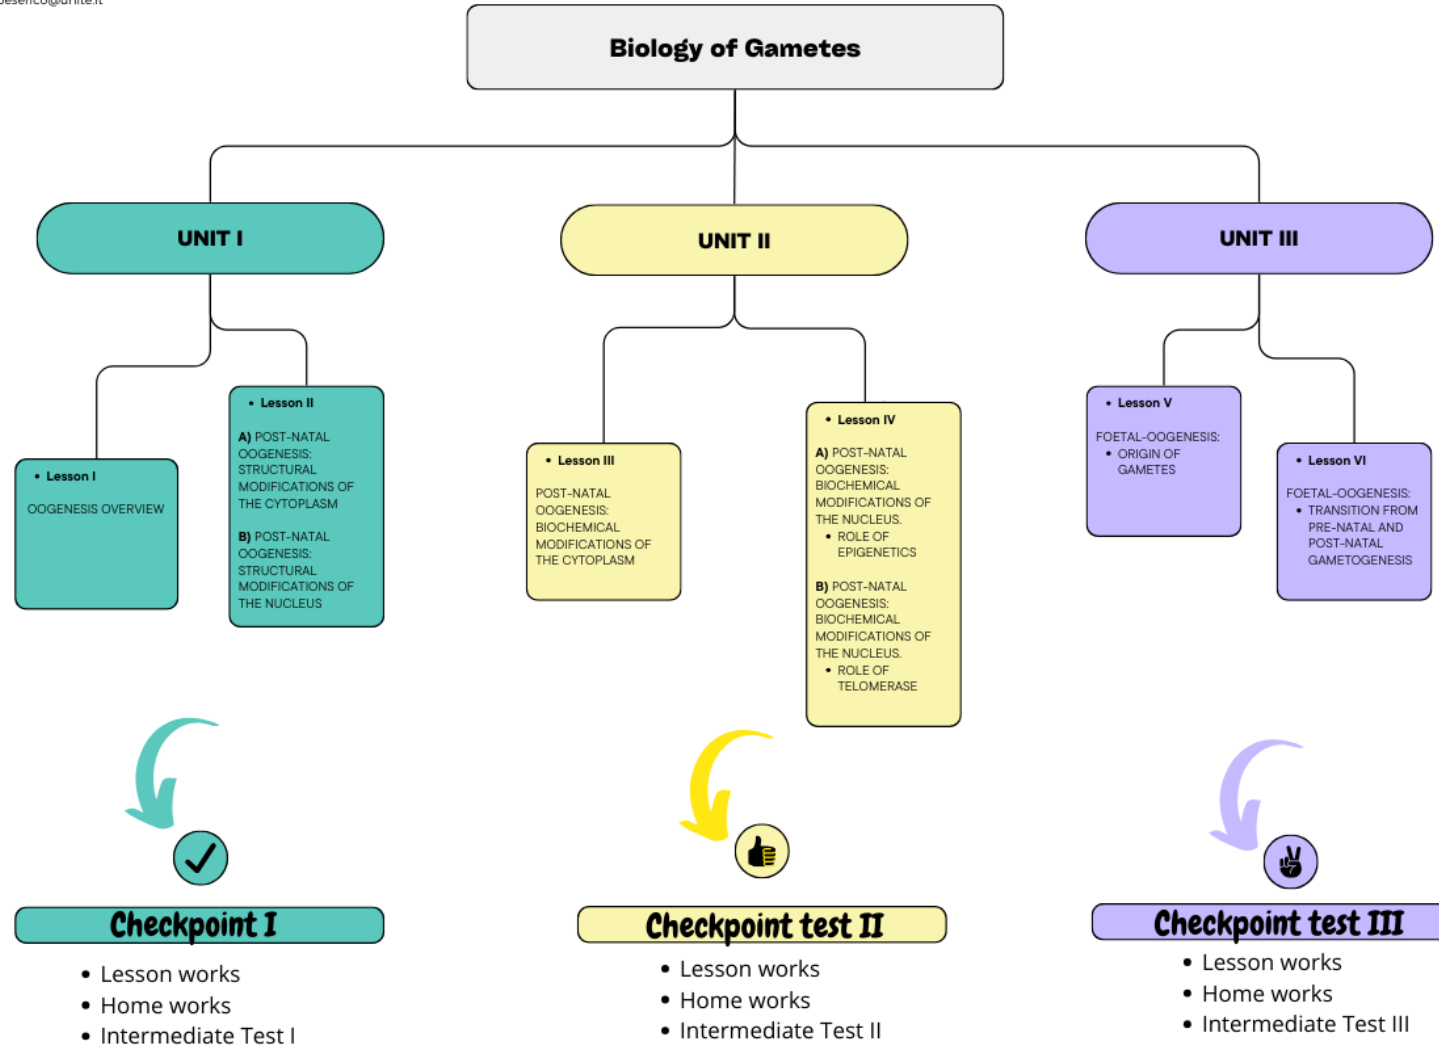 Biology of Gametes
UNIT I
UNIT II
UNIT III
• Lesson I
OOGENESIS OVERVIEW
• Lesson II
A) POST-NATAL
OOGENESIS:
STRUCTURAL
MODIFICATIONS OF
THE CYTOPLASM
B) POST-NATAL
OOGENESIS:
STRUCTURAL
MODIFICATIONS OF
THE NUCLEUS
• Lesson III
POST-NATAL
OOGENESIS:
BIOCHEMICAL
MODIFICATIONS OF
THE CYTOPLASM
• Lesson IV
A) POST-NATAL
OOGENESIS:
BIOCHEMICAL
MODIFICATIONS OF
THE NUCLEUS.
• ROLE OF
EPIGENETICS
B) POST-NATAL
OOGENESIS:
BIOCHEMICAL
MODIFICATIONS OF
THE NUCLEUS.
• ROLE OF
TELOMERASE
• Lesson V
FOETAL-OOGENESIS:
• ORIGIN OF
GAMETES
• Lesson VI
FOETAL-OOGENESIS:
• TRANSITION FROM
PRE-NATAL AND
POST-NATAL
GAMETOGENESIS
Checkpoint I
• Lesson works
• Home works
• Intermediate Test I
Checkpoint test II
• Lesson works
• Home works
• Intermediate Test II
Checkpoint test III
• Lesson works
• Home works
• Intermediate Test III